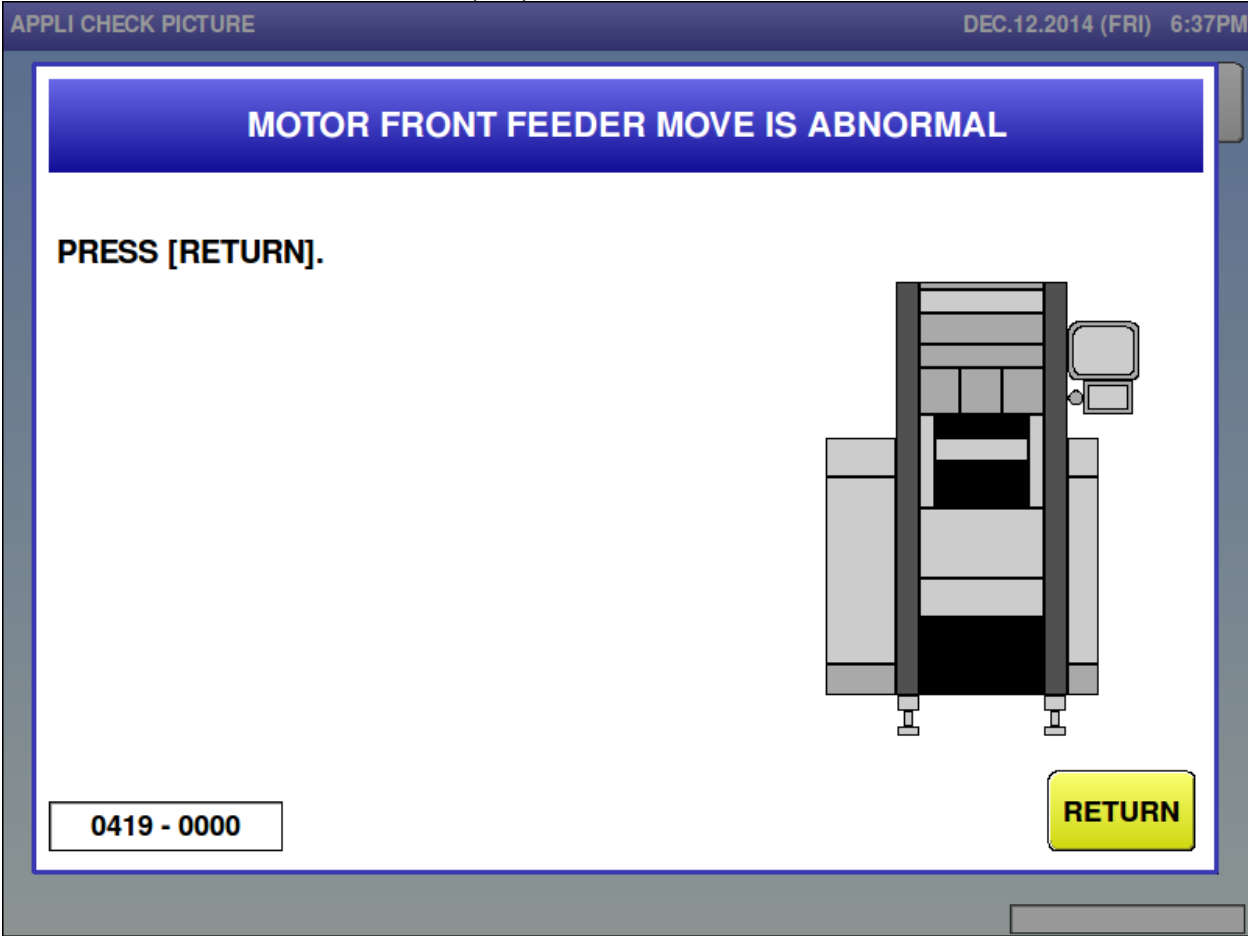 APPLI CHECK PICTURE
DEC.12.2014 (FRI) 6:37PM
MOTOR FRONT FEEDER MOVE IS ABNORMAL
PRESS [RETURN].
0419 - 0000
RETURN